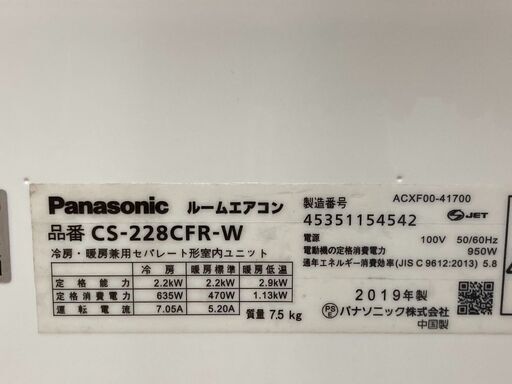 Panasonic ルームエアコン
品番 CS-228CFR-W
冷房・暖房兼用セパレート形室内ユニット
冷房 暖房標準 暖房低温
定格能力 2.2kW 2.2kW 2.9kW
定格消費電力 635W 470W 1.13kW
運転電流 7.05A 5.20A
質量 7.5 kg
ACXF00-41700
製造番号
45351154542
JET
電源 100V 50/60Hz
電動機の定格消費電力 950W
通年エネルギー消費効率(JIS C 9612:2013) 5.8
2019年製
PSE パナソニック株式会社
中国製